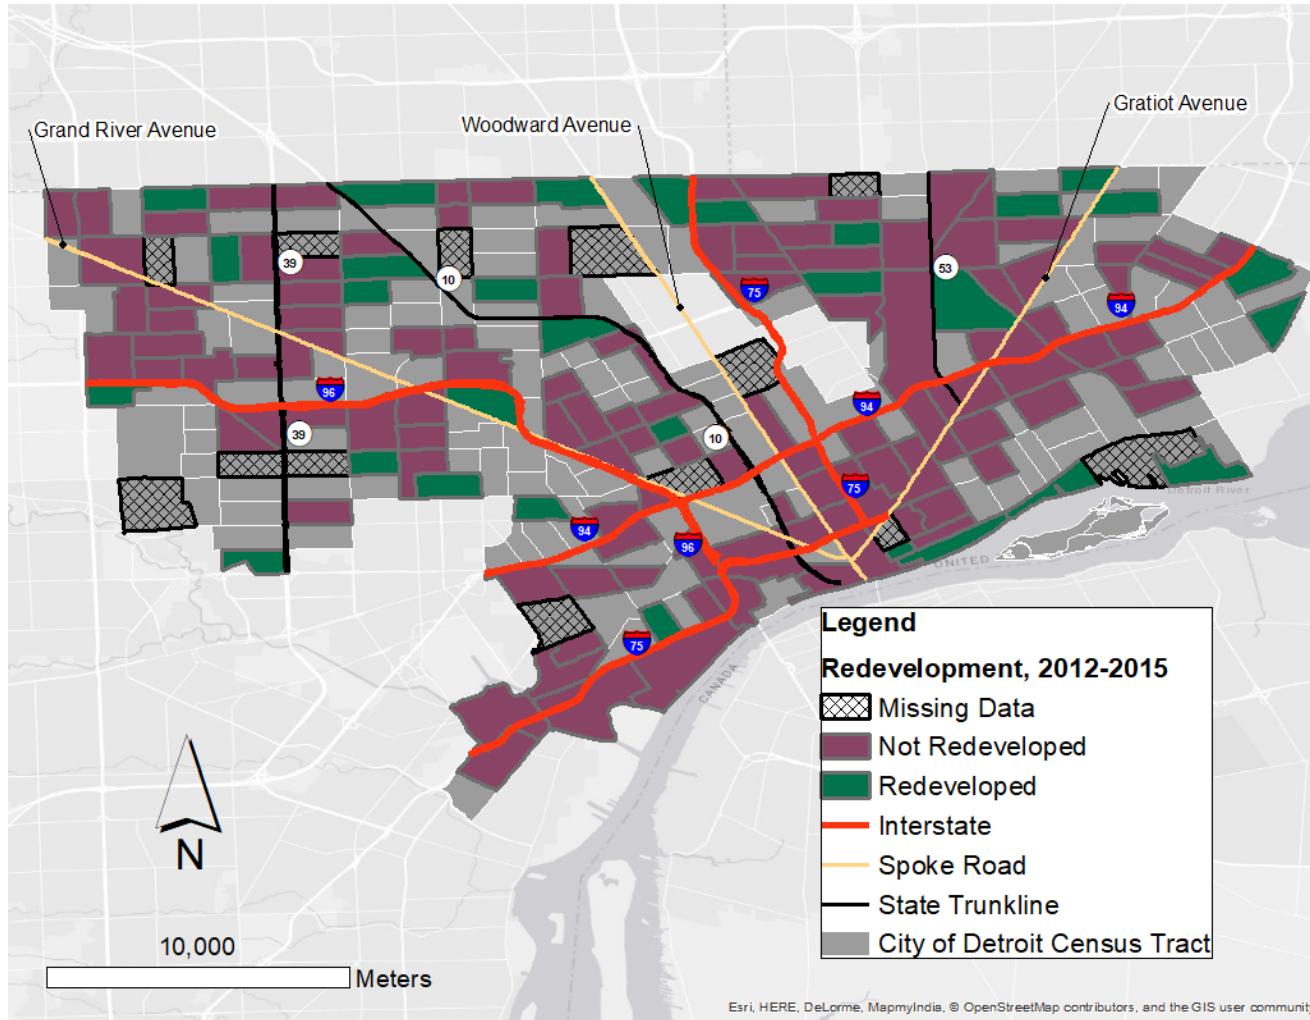 Gratiot Avenue
Woodward Avenue
Grand River Avenue
39
10
53
75
94
96
94
39
10
75
Detroit River
94
96
UNITED
75
CANADA
Legend
Redevelopment, 2012-2015
Missing Data
Not Redeveloped
Redeveloped
Interstate
Spoke Road
State Trunkline
City of Detroit Census Tract
N
10,000
Meters
Esri, HERE, DeLorme, MapmyIndia, © OpenStreetMap contributors, and the GIS user communit